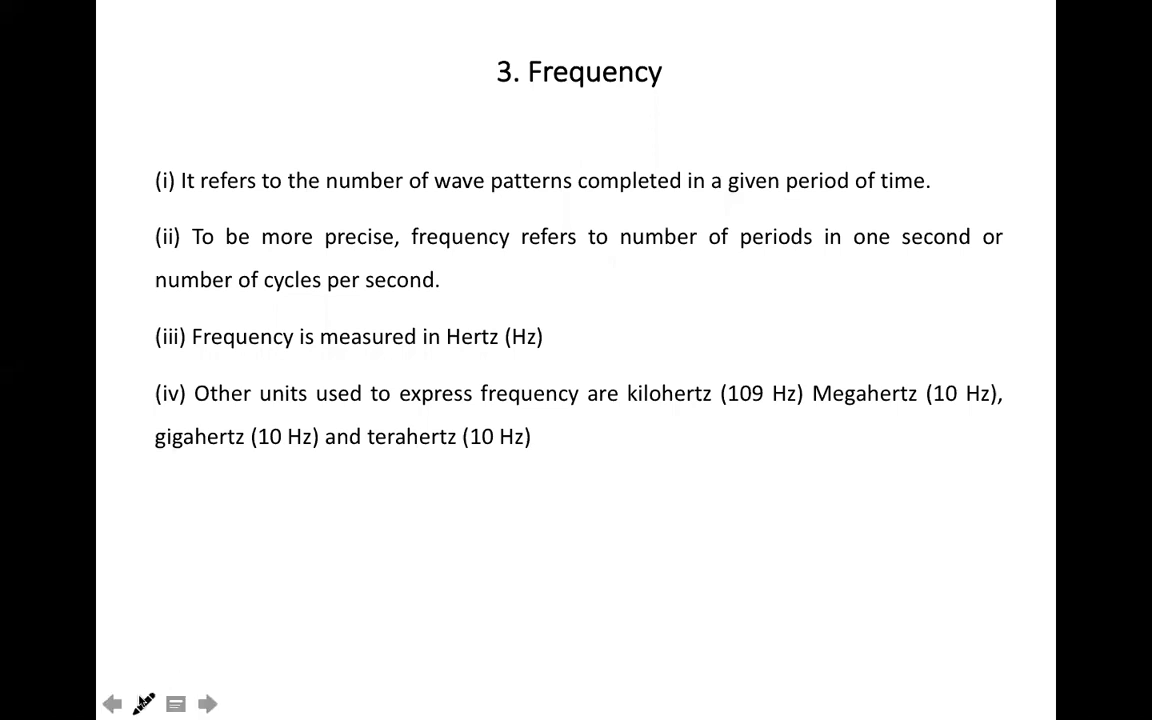 3. Frequency
(i) It refers to the number of wave patterns completed in a given period of time.
(ii) To be more precise, frequency refers to number of periods in one second or
number of cycles per second.
(iii) Frequency is measured in Hertz (Hz)
(iv) Other units used to express frequency are kilohertz (109 Hz) Megahertz (10 Hz),
gigahertz (10 Hz) and terahertz (10 Hz)